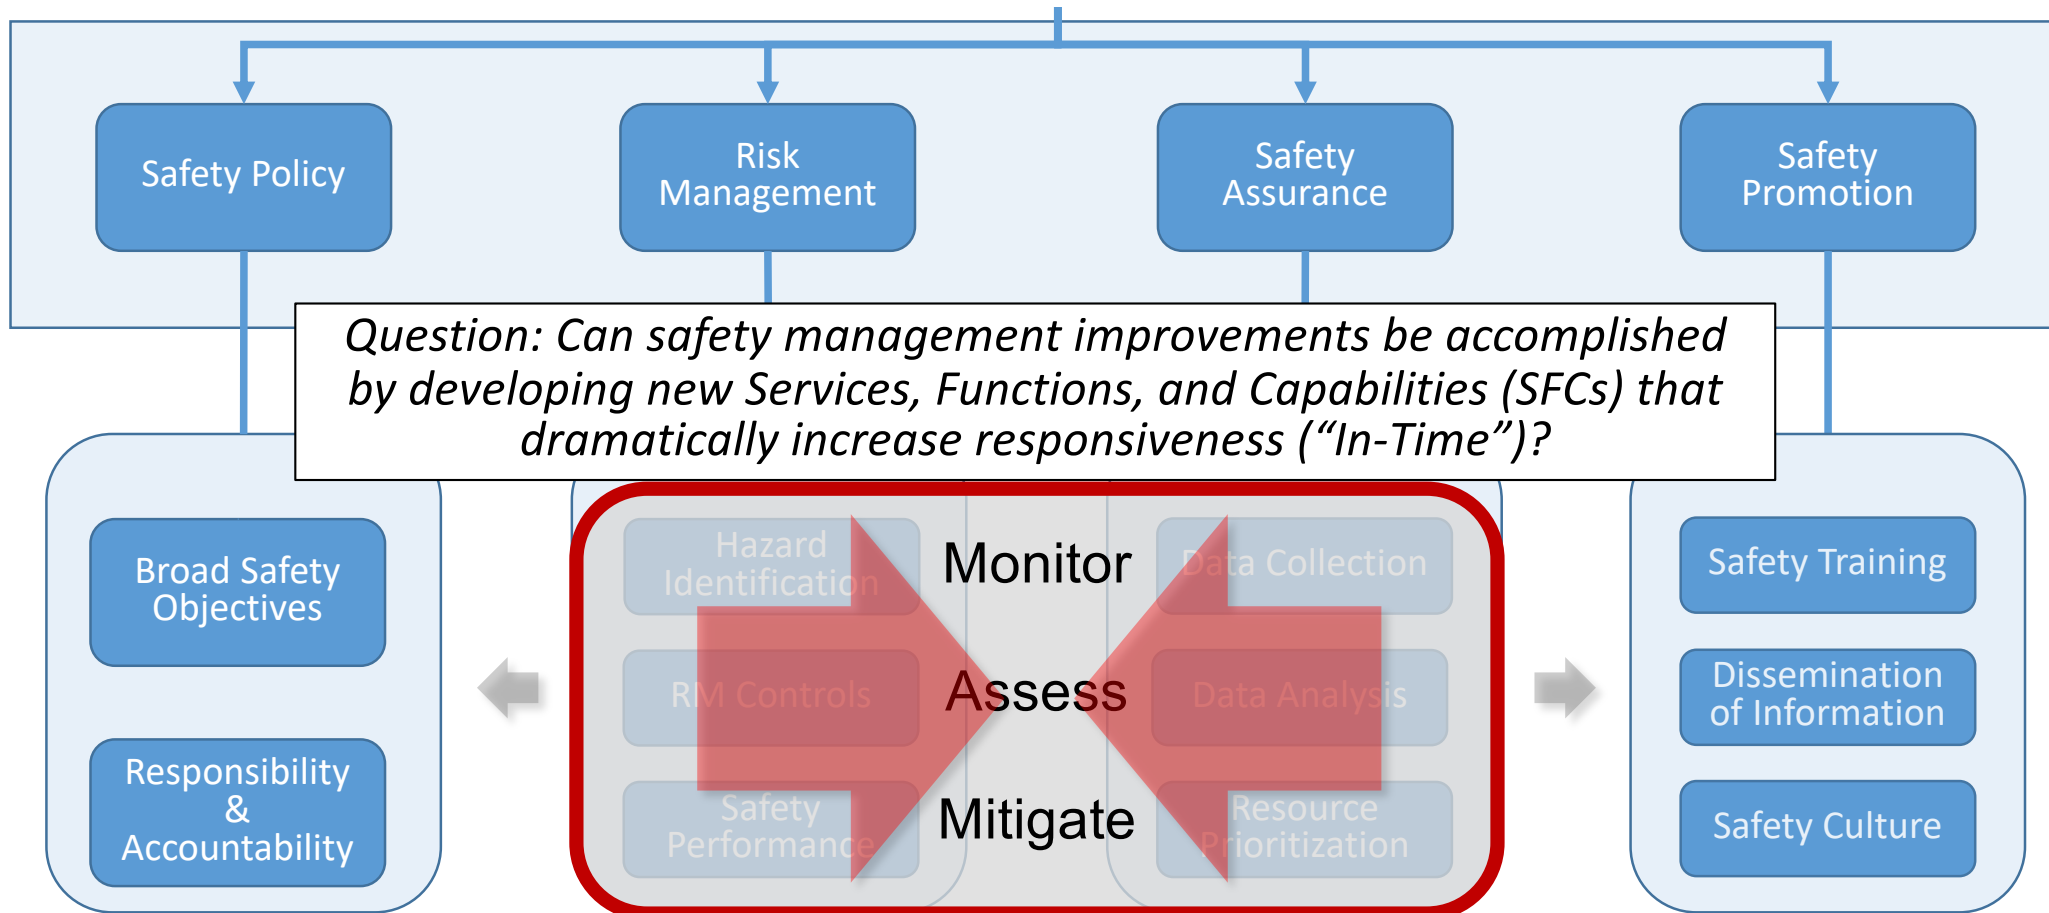 Safety Policy
Risk
Management
Safety
Assurance
Safety
Promotion
Question: Can safety management improvements be accomplished
by developing new Services, Functions, and Capabilities (SFCs) that
dramatically increase responsiveness (“In-Time”)?
Broad Safety
Objectives
Responsibility
&
Accountability
Hazard
Identification
RM Controls
Safety
Performance
Monitor
Assess
Mitigate
Data Collection
Data Analysis
Resource
Prioritization
Safety Training
Dissemination
of Information
Safety Culture